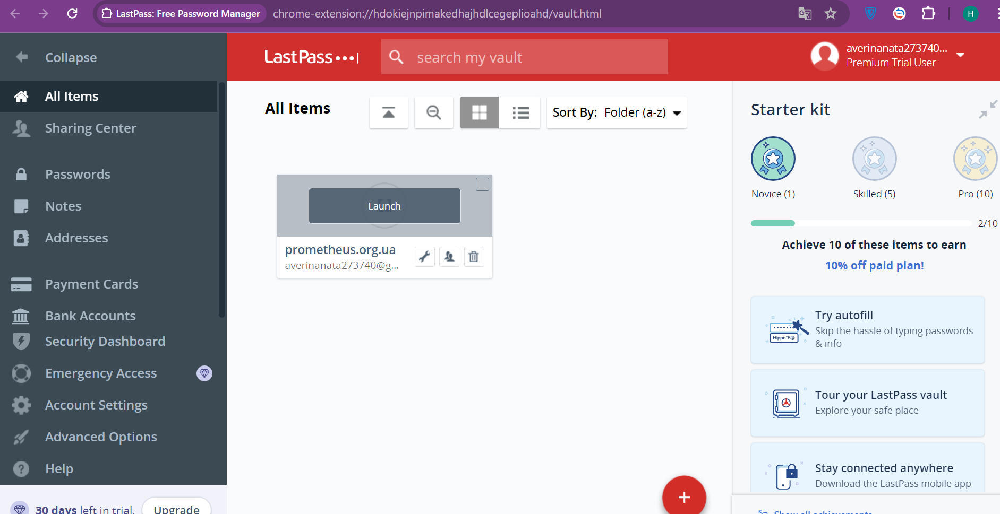 LastPass: Free Password Manager
chrome-extension://hdokiejnpimakedhajhdlcegeplioahd/vault.html
H
Collapse
All Items
Sharing Center
Passwords
Notes
Addresses
Payment Cards
Bank Accounts
Security Dashboard
Emergency Access
Account Settings
Advanced Options
Help
30 days left in trial.
Upgrade
LastPass
search my vault
averinanata273740...
Premium Trial User
All Items
Sort By: Folder (a-z)
Launch
prometheus.org.ua
averinanata273740@g...
Starter kit
Novice (1)
Skilled (5)
Pro (10)
2/10
Achieve 10 of these items to earn
10% off paid plan!
Hippo*5@
Try autofill
Skip the hassle of typing passwords
& info
Tour your LastPass vault
Explore your safe place
Stay connected anywhere
Download the LastPass mobile app
Show all achievements